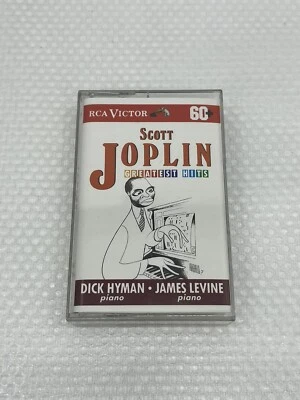 RCA VICTOR 60+
SCOTT
JOPLIN
GREATEST HITS
DICK HYMAN • JAMES LEVINE
piano piano